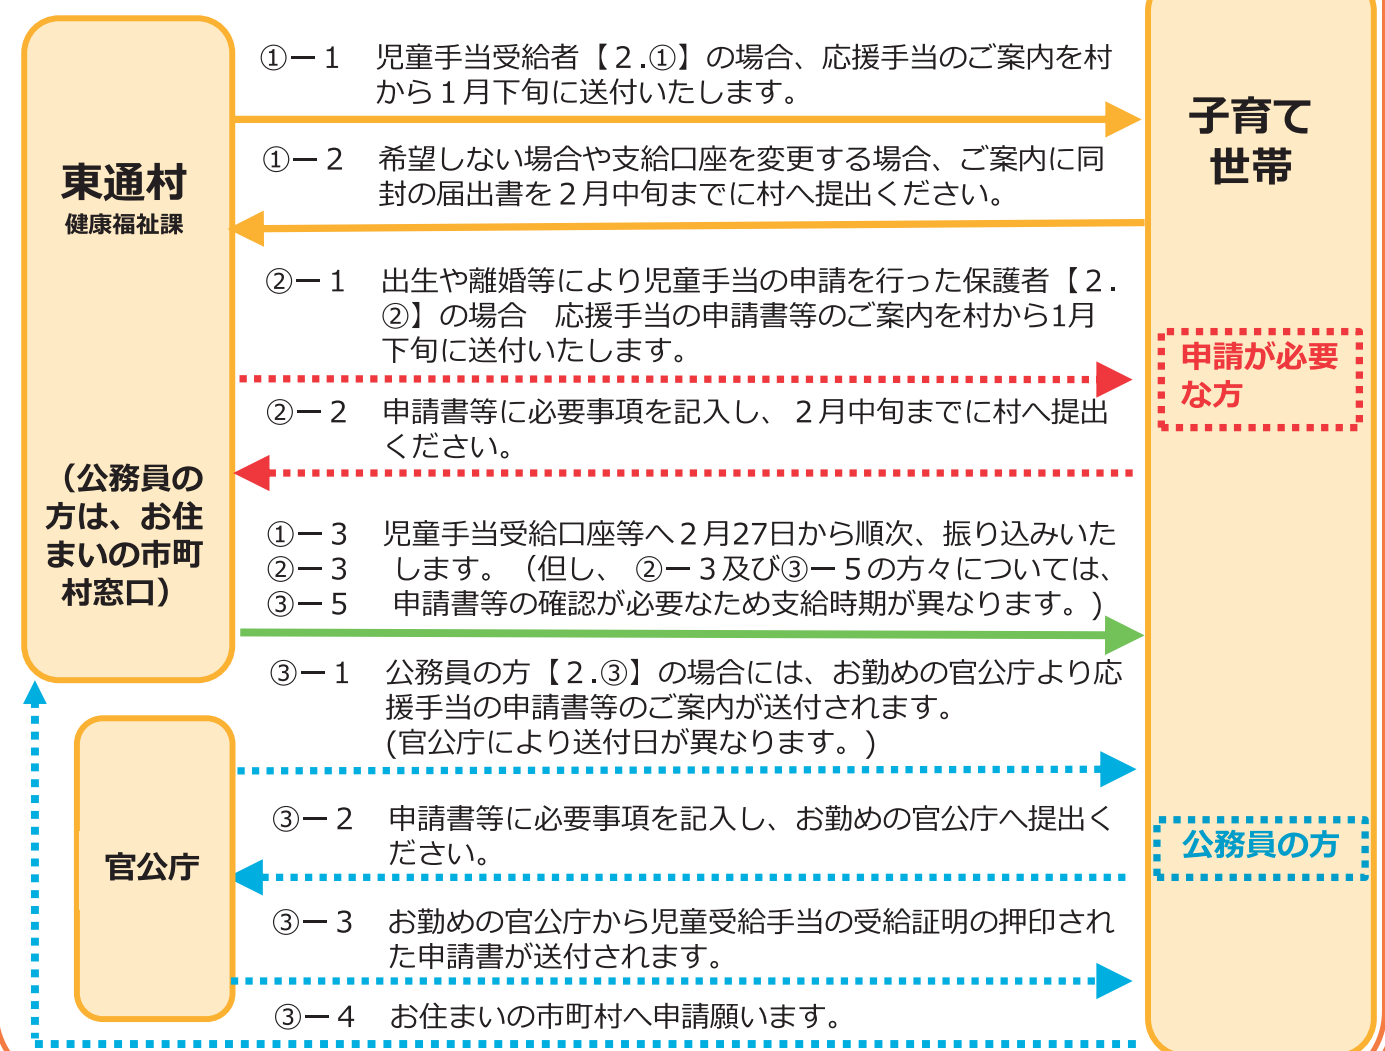 東通村
健康福祉課
（公務員の
方は、お住
まいの市町
村窓口）
官公庁
①ー１　児童手当受給者【２.①】の場合、応援手当のご案内を村
から１月下旬に送付いたします。
①ー２　希望しない場合や支給口座を変更する場合、ご案内に同
封の届出書を２月中旬までに村へ提出ください。
②ー１　出生や離婚等により児童手当の申請を行った保護者【２.
②】の場合　応援手当の申請書等のご案内を村から1月
下旬に送付いたします。
②ー２　申請書等に必要事項を記入し、２月中旬までに村へ提出
ください。
①ー３　児童手当受給口座等へ２月27日から順次、振り込みいた
②ー３　します。（但し、 ②ー３及び③ー５の方々については、
③ー５　申請書等の確認が必要なため支給時期が異なります。)
③ー１　公務員の方【２.③】の場合には、お勤めの官公庁より応
援手当の申請書等のご案内が送付されます。
(官公庁により送付日が異なります。)
③ー２　申請書等に必要事項を記入し、お勤めの官公庁へ提出く
ださい。
③ー３　お勤めの官公庁から児童受給手当の受給証明の押印され
た申請書が送付されます。
③ー４　お住まいの市町村へ申請願います。
子育て
世帯
申請が必要
な方
公務員の方